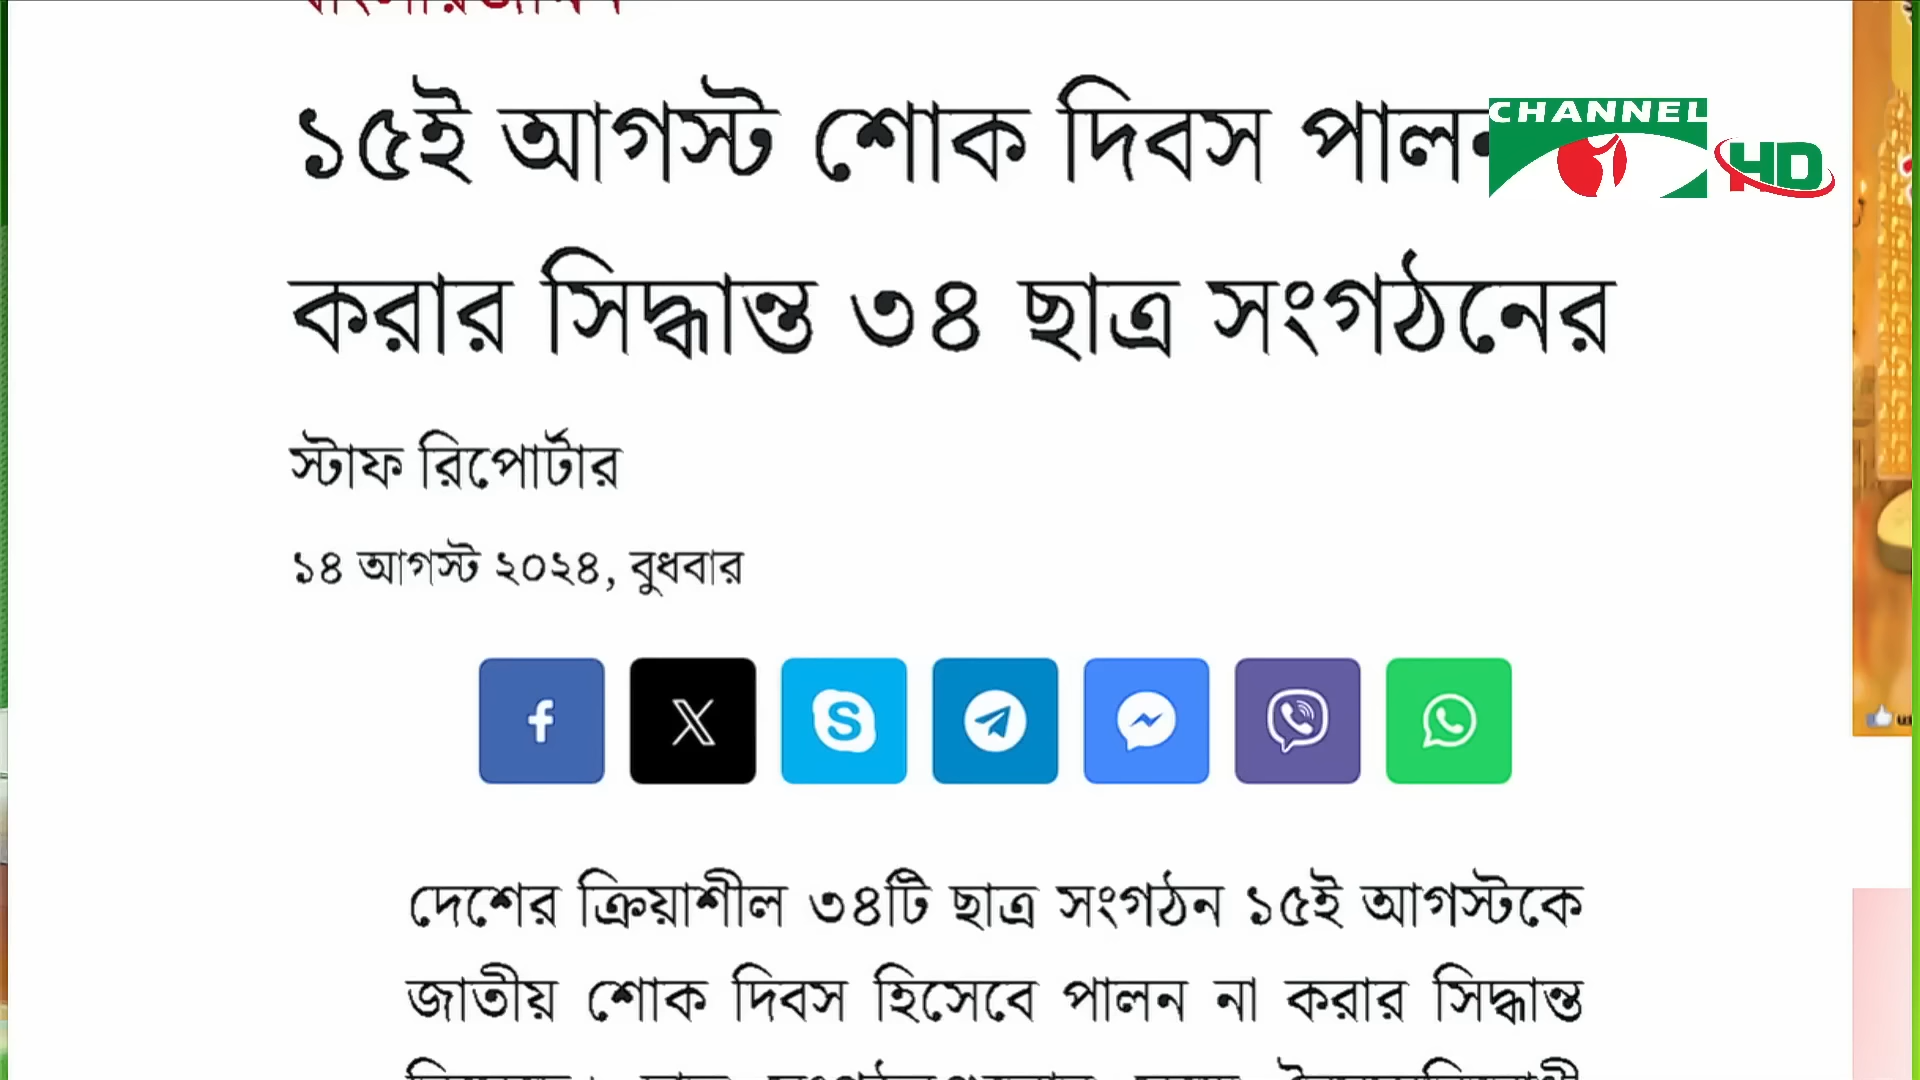 ১৫ই আগস্ট শোক দিবস পালন
CHANNEL
HD
করার সিদ্ধান্ত ৩৪ ছাত্র সংগঠনের
স্টাফ রিপোর্টার
১৪ আগস্ট ২০২৪, বুধবার
দেশের ক্রিয়াশীল ৩৪টি ছাত্র সংগঠন ১৫ই আগস্টকে
জাতীয় শোক দিবস হিসেবে পালন না করার সিদ্ধান্ত